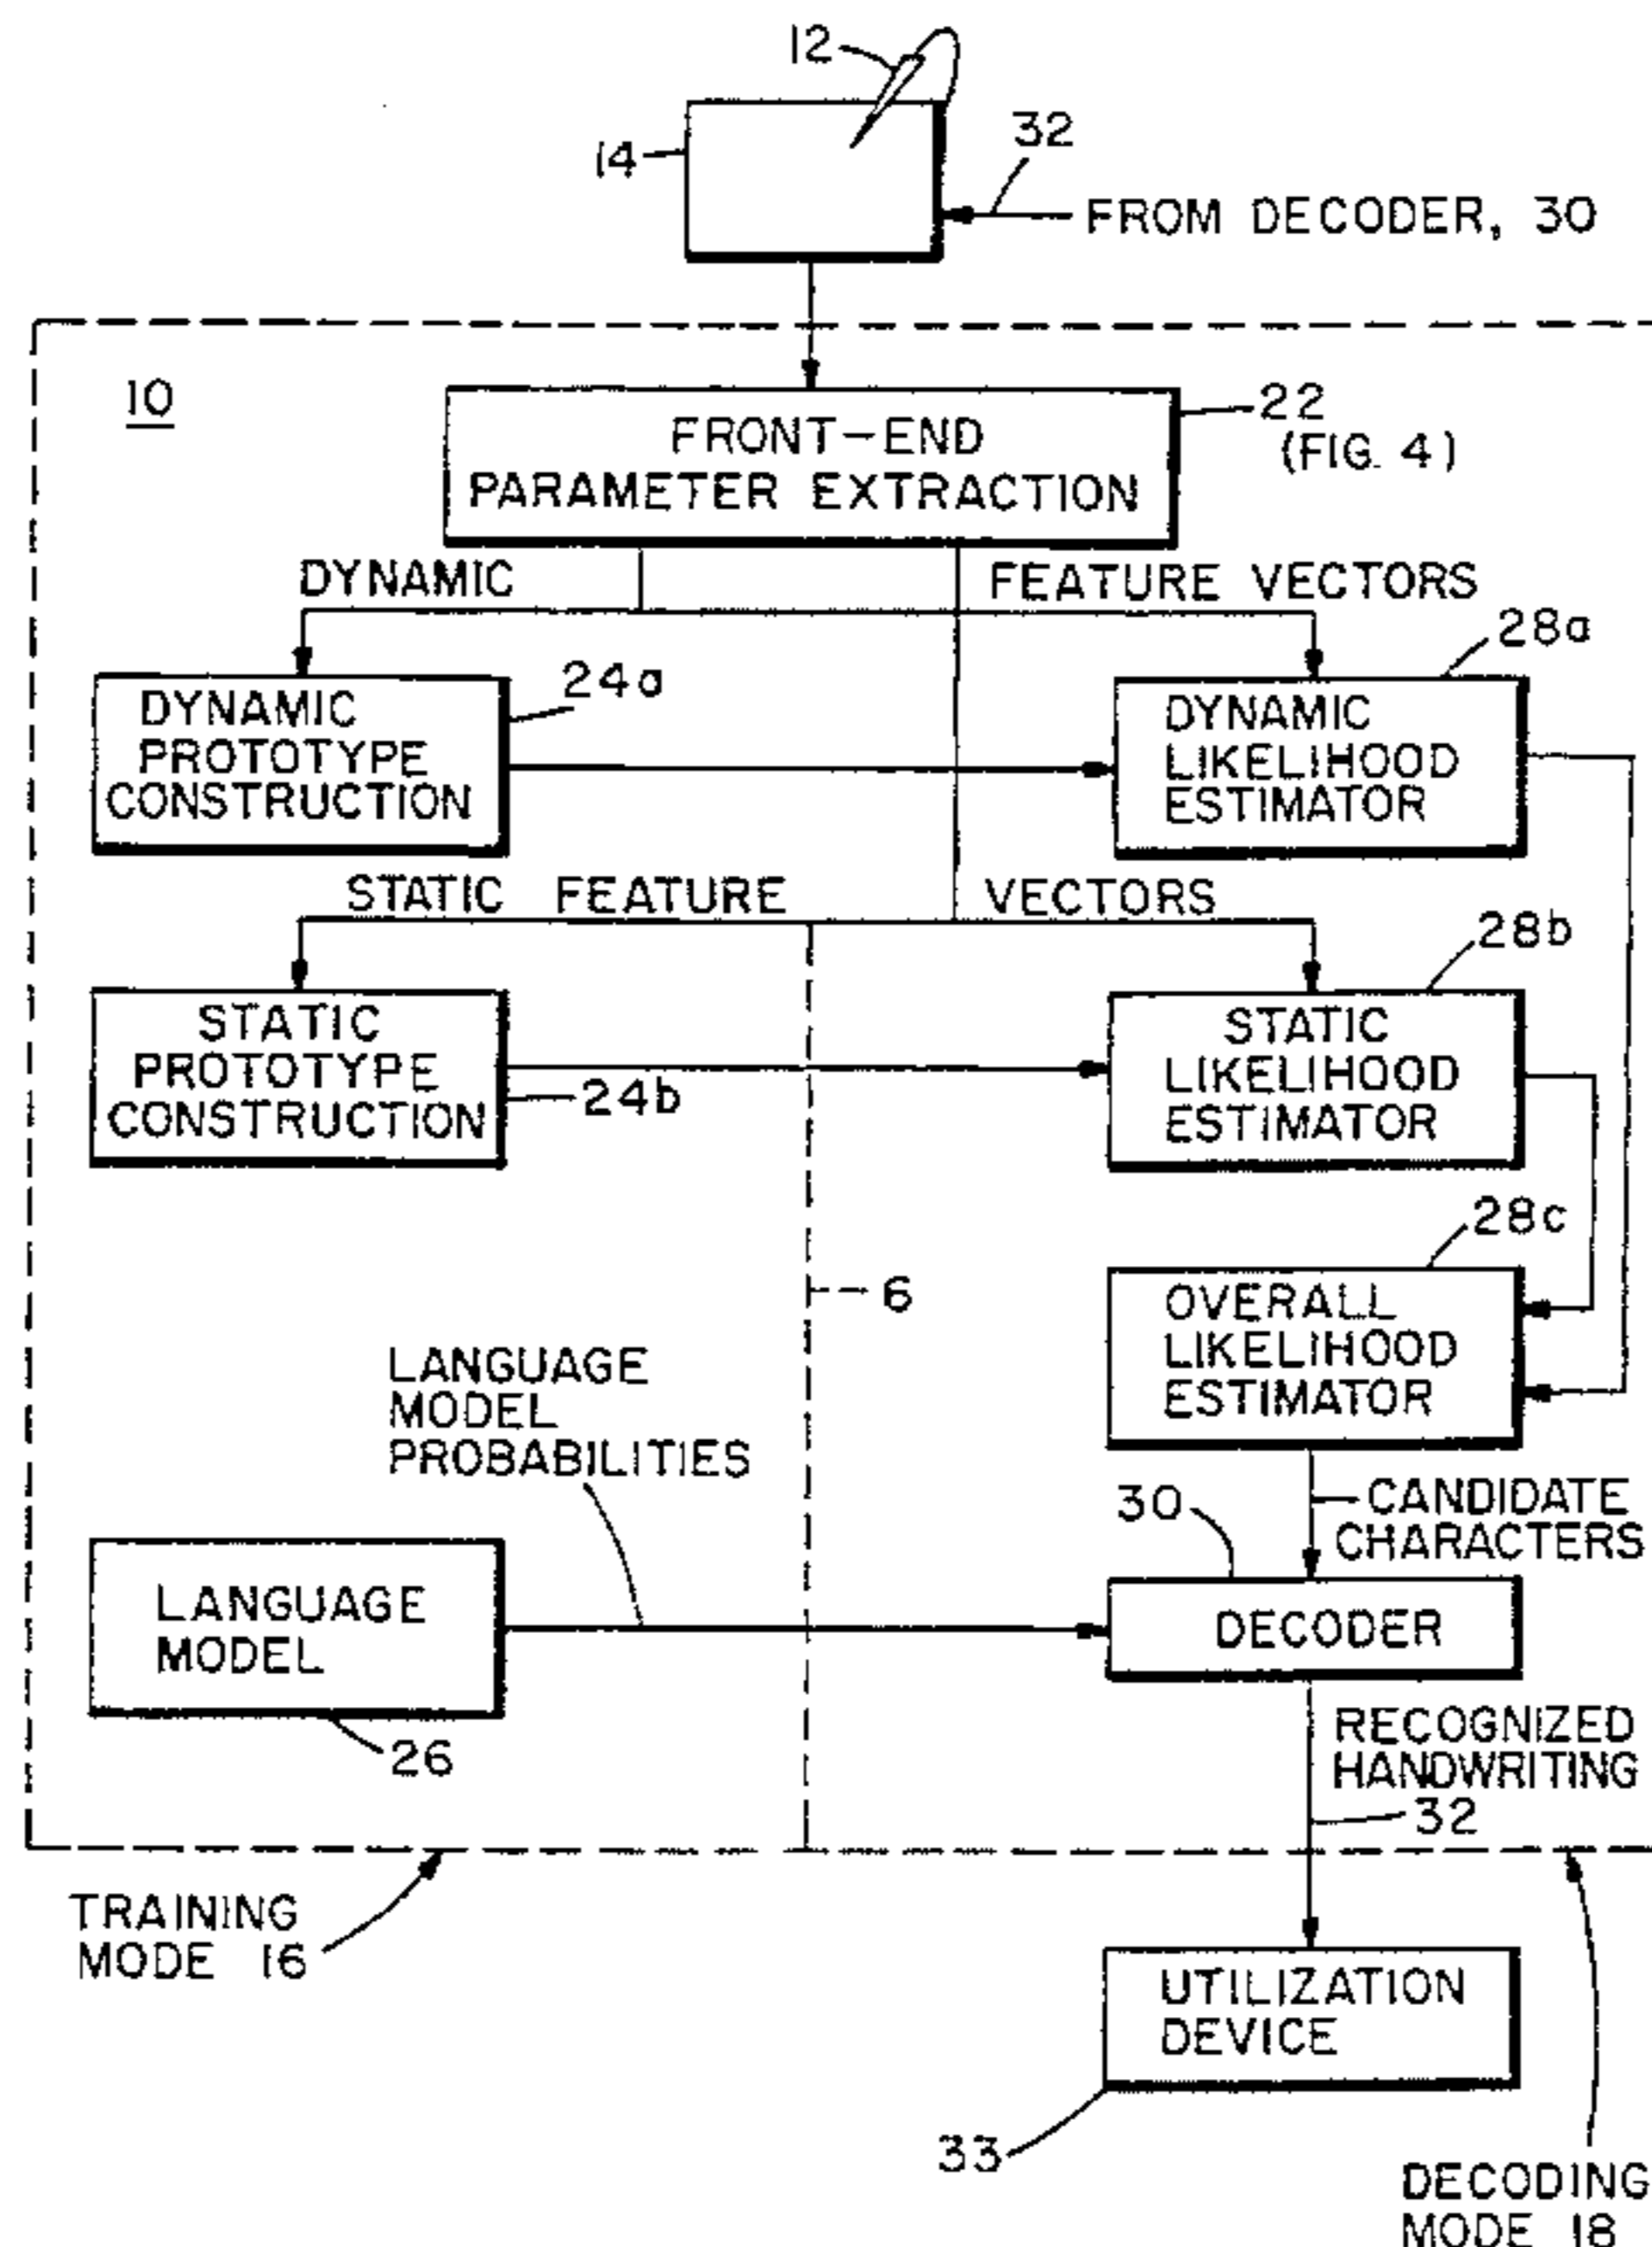 12
14
32
FROM DECODER, 30
10
FRONT-END
PARAMETER EXTRACTION
22
(FIG. 4)
DYNAMIC FEATURE VECTORS
24a
28a
DYNAMIC
PROTOTYPE
CONSTRUCTION
DYNAMIC
LIKELIHOOD
ESTIMATOR
STATIC FEATURE VECTORS
28b
STATIC
PROTOTYPE
CONSTRUCTION
24b
STATIC
LIKELIHOOD
ESTIMATOR
28c
6
OVERALL
LIKELIHOOD
ESTIMATOR
LANGUAGE
MODEL
PROBABILITIES
30
CANDIDATE
CHARACTERS
LANGUAGE
MODEL
26
DECODER
RECOGNIZED
HANDWRITING
32
TRAINING
MODE 16
UTILIZATION
DEVICE
33
DECODING
MODE 18